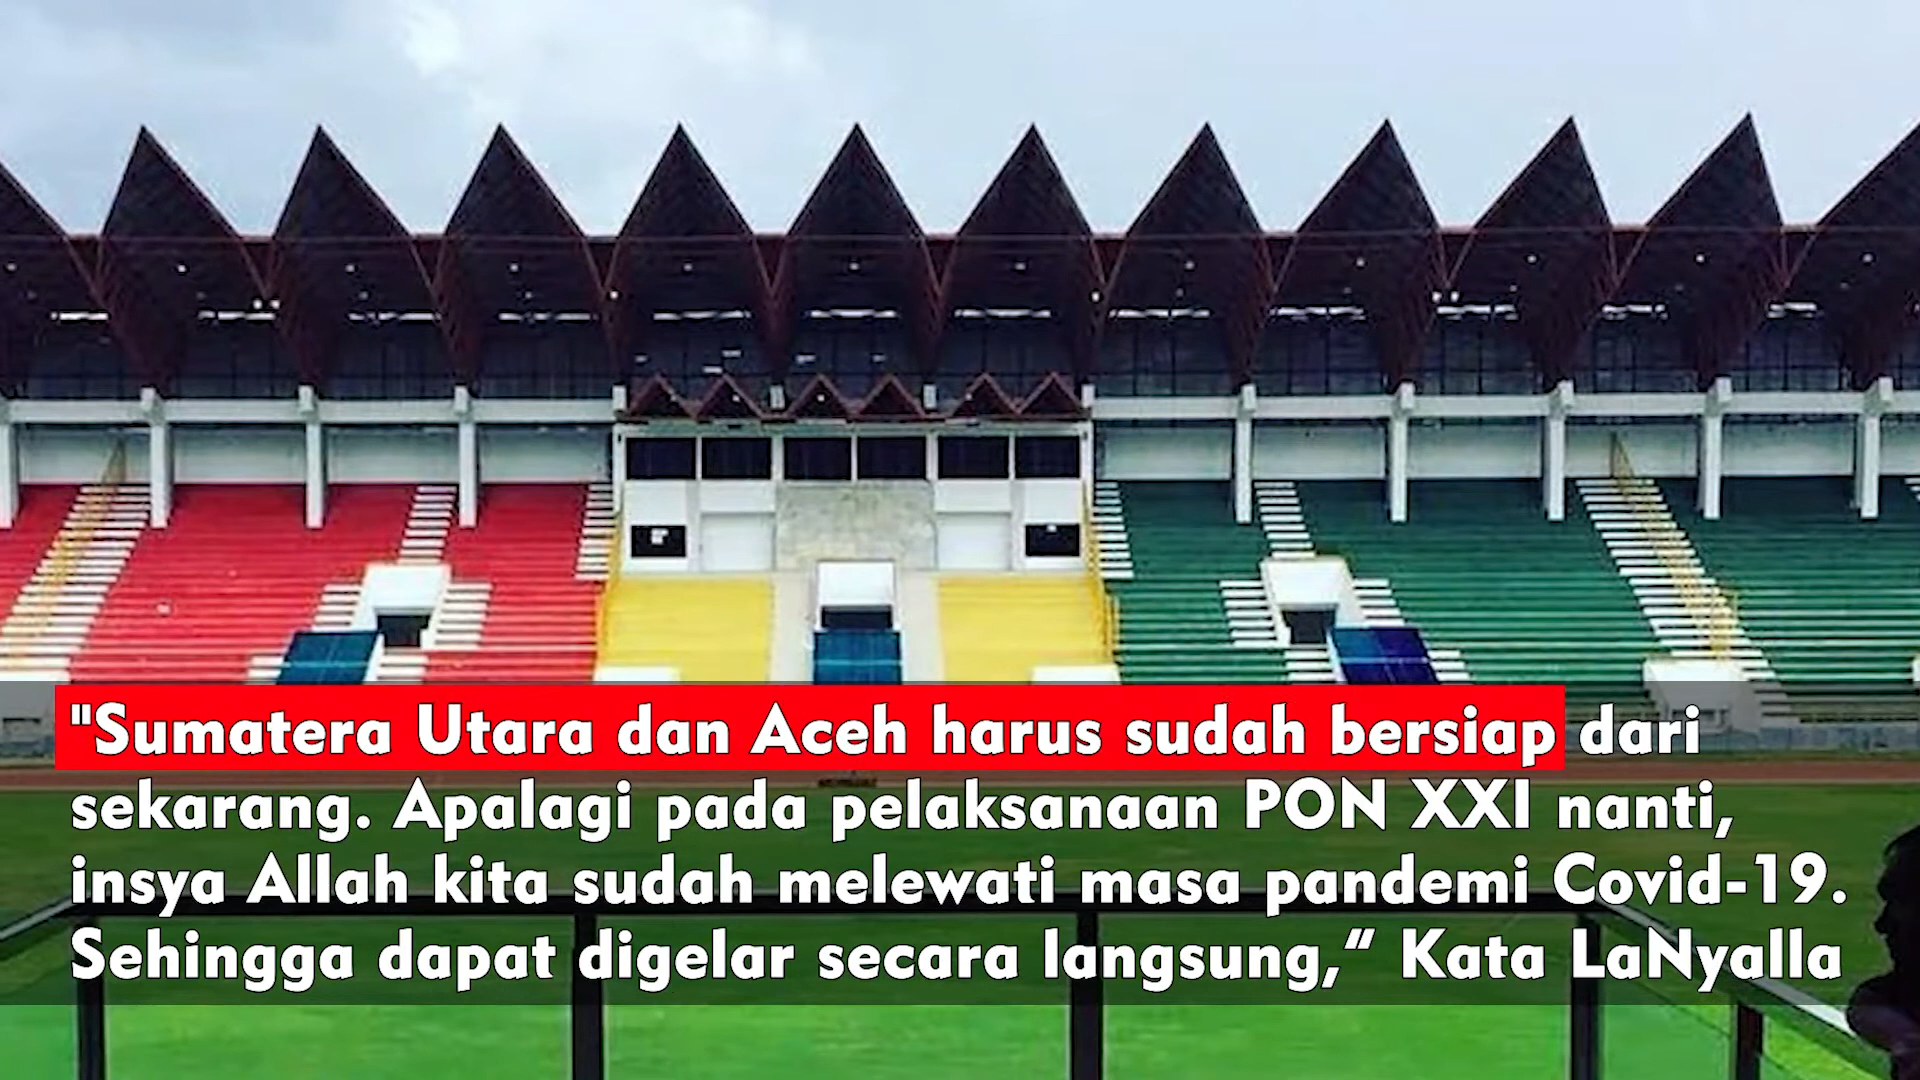 "Sumatera Utara dan Aceh harus sudah bersiap dari
sekarang. Apalagi pada pelaksanaan PON XXI nanti,
insya Allah kita sudah melewati masa pandemi Covid-19.
Sehingga dapat digelar secara langsung,“ Kata LaNyalla